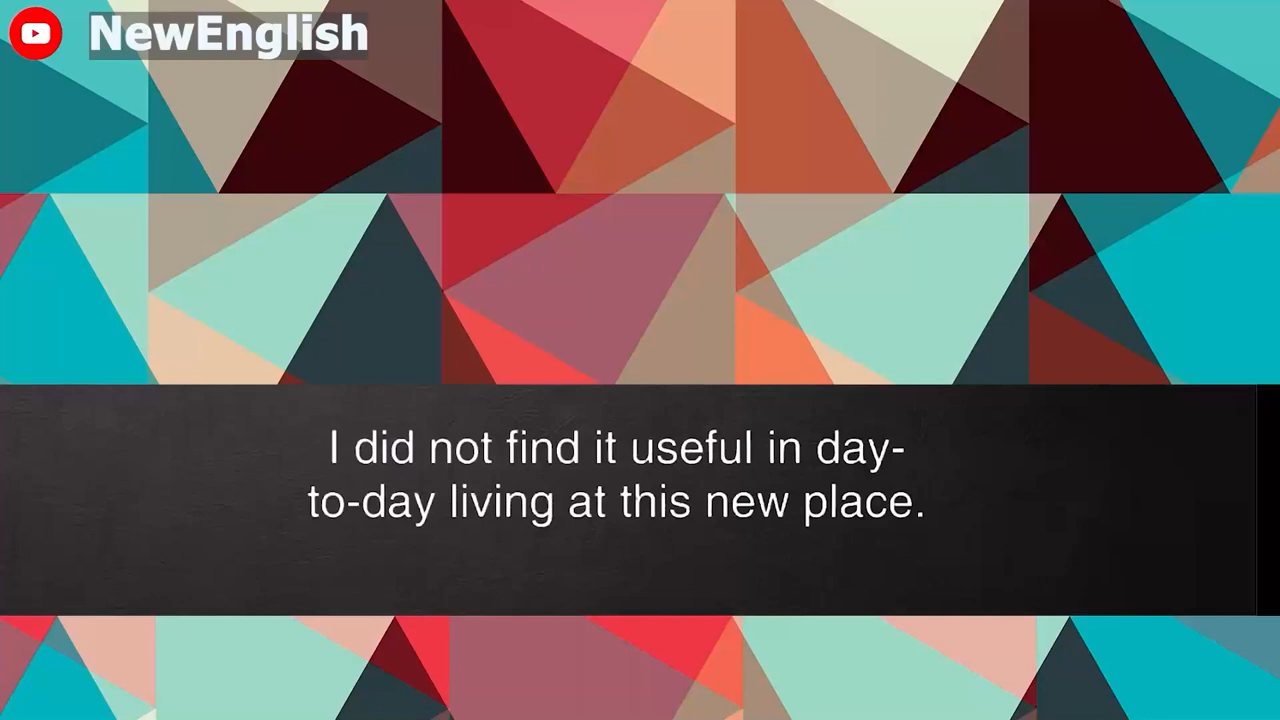 NewEnglish
I did not find it useful in day-
to-day living at this new place.